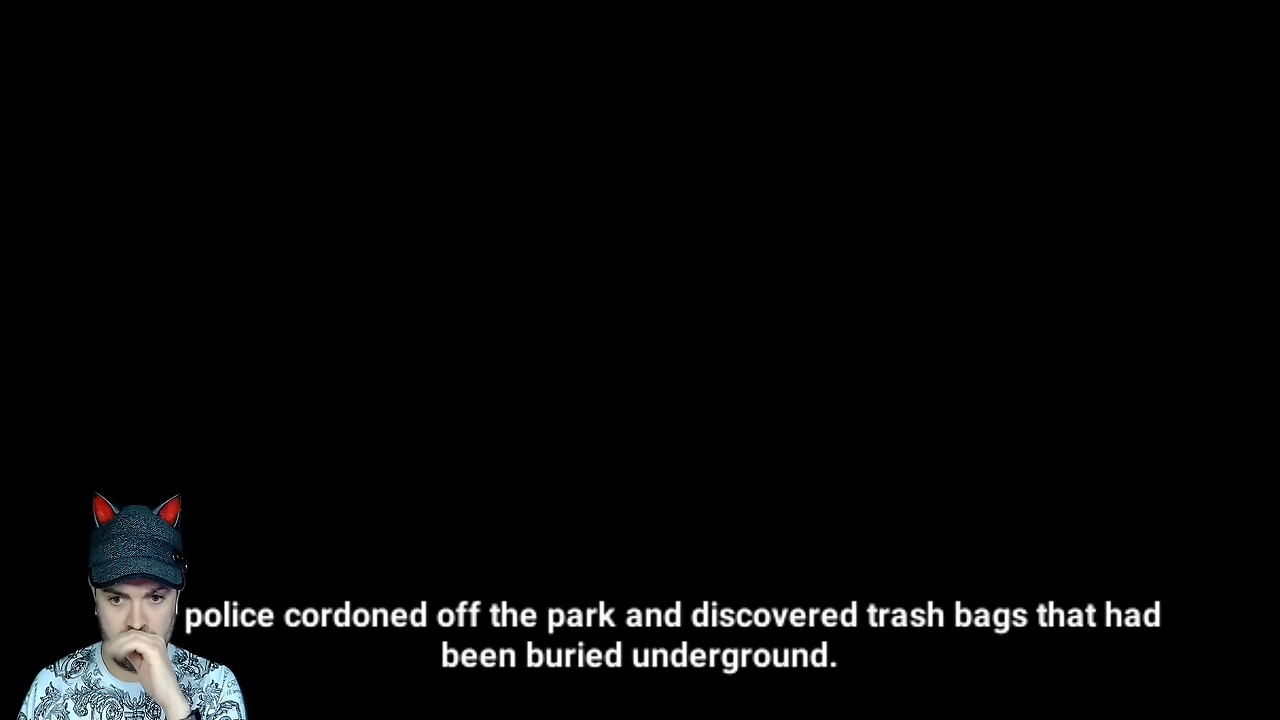 police cordoned off the park and discovered trash bags that had
been buried underground.